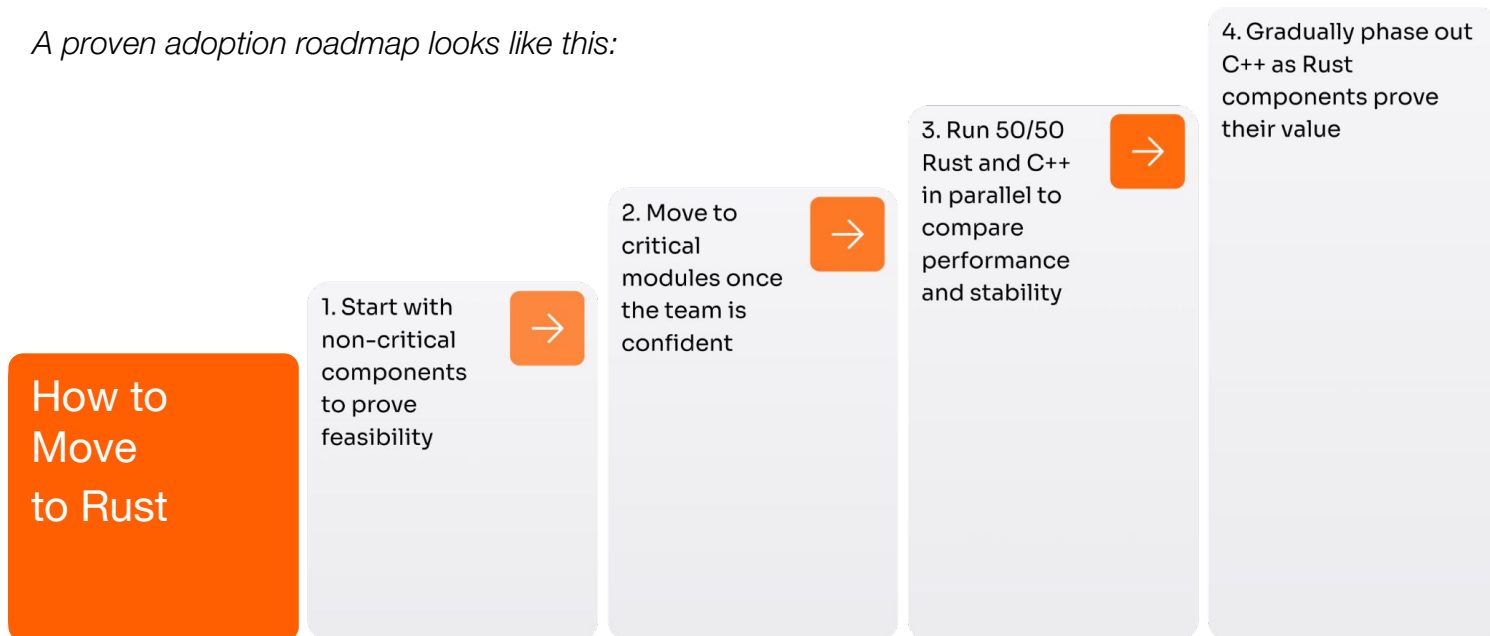 A proven adoption roadmap looks like this:
How to
Move
to Rust
1. Start with
non-critical
components
to prove
feasibility
2. Move to
critical
modules once
the team is
confident
3. Run 50/50
Rust and C++
in parallel to
compare
performance
and stability
4. Gradually phase out
C++ as Rust
components prove
their value